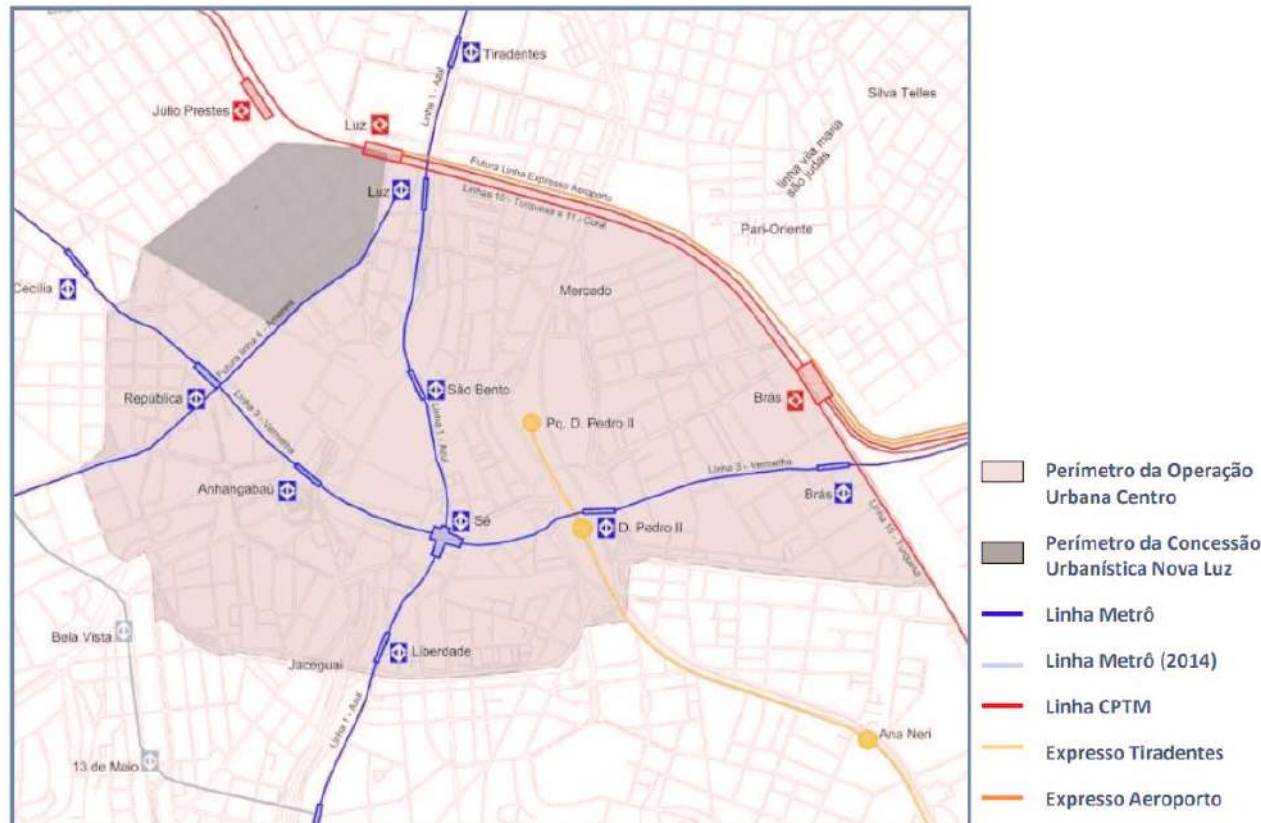 Tiradentes
Silva Telles
Júlio Prestes
Luz
Linha 1 - Azul
linha vila maria
são judas
Futura Linha Expresso Aeroporto
Luz
Linhas 10 - Turquesa e 11 - Coral
Pari-Oriente
Cecília
Mercado
Futura linha 4 - Amarela
República
São Bento
Brás
Linha 1 - Azul
Pq. D. Pedro II
Linha 3 - Vermelha
Linha 3 - Vermelha
Anhangabaú
Brás
Sé
D. Pedro II
Linha 10 - Turquesa
Bela Vista
Jaceguai
Liberdade
Linha 1 - Azul
Ana Neri
13 de Maio
Perímetro da Operação
Urbana Centro
Perímetro da Concessão
Urbanística Nova Luz
Linha Metrô
Linha Metrô (2014)
Linha CPTM
Expresso Tiradentes
Expresso Aeroporto